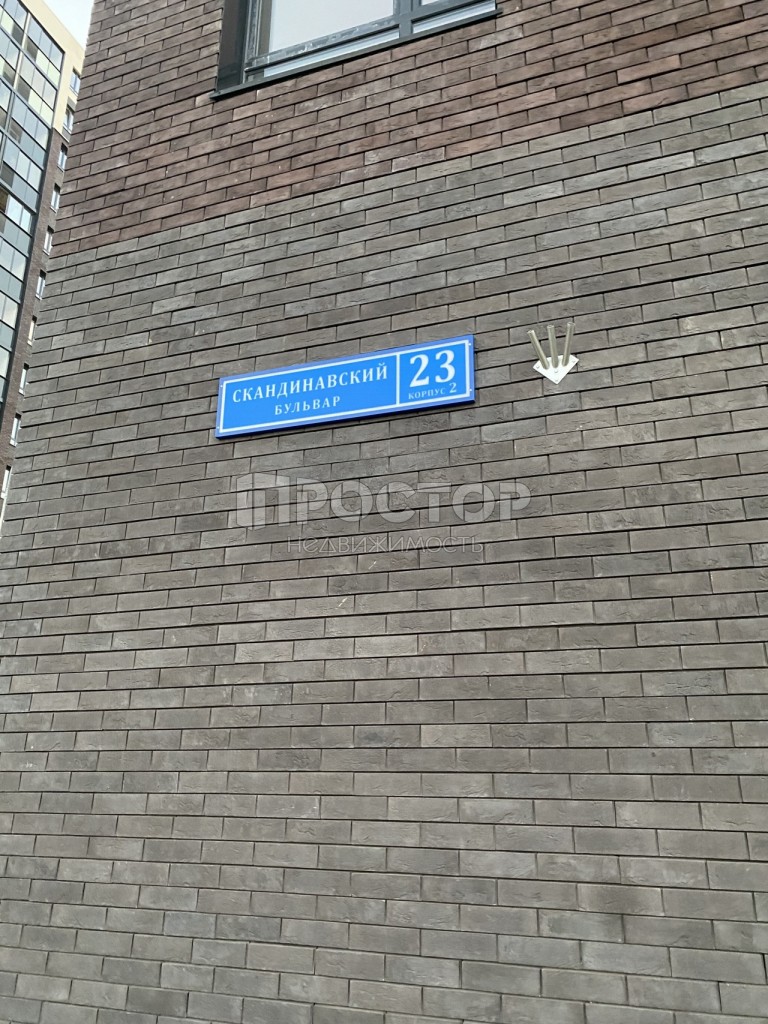 СКАНДИНАВСКИЙ
БУЛЬВАР
23
КОРПУС 2
ПРОСТОР
НЕДВИЖИМОСТЬ